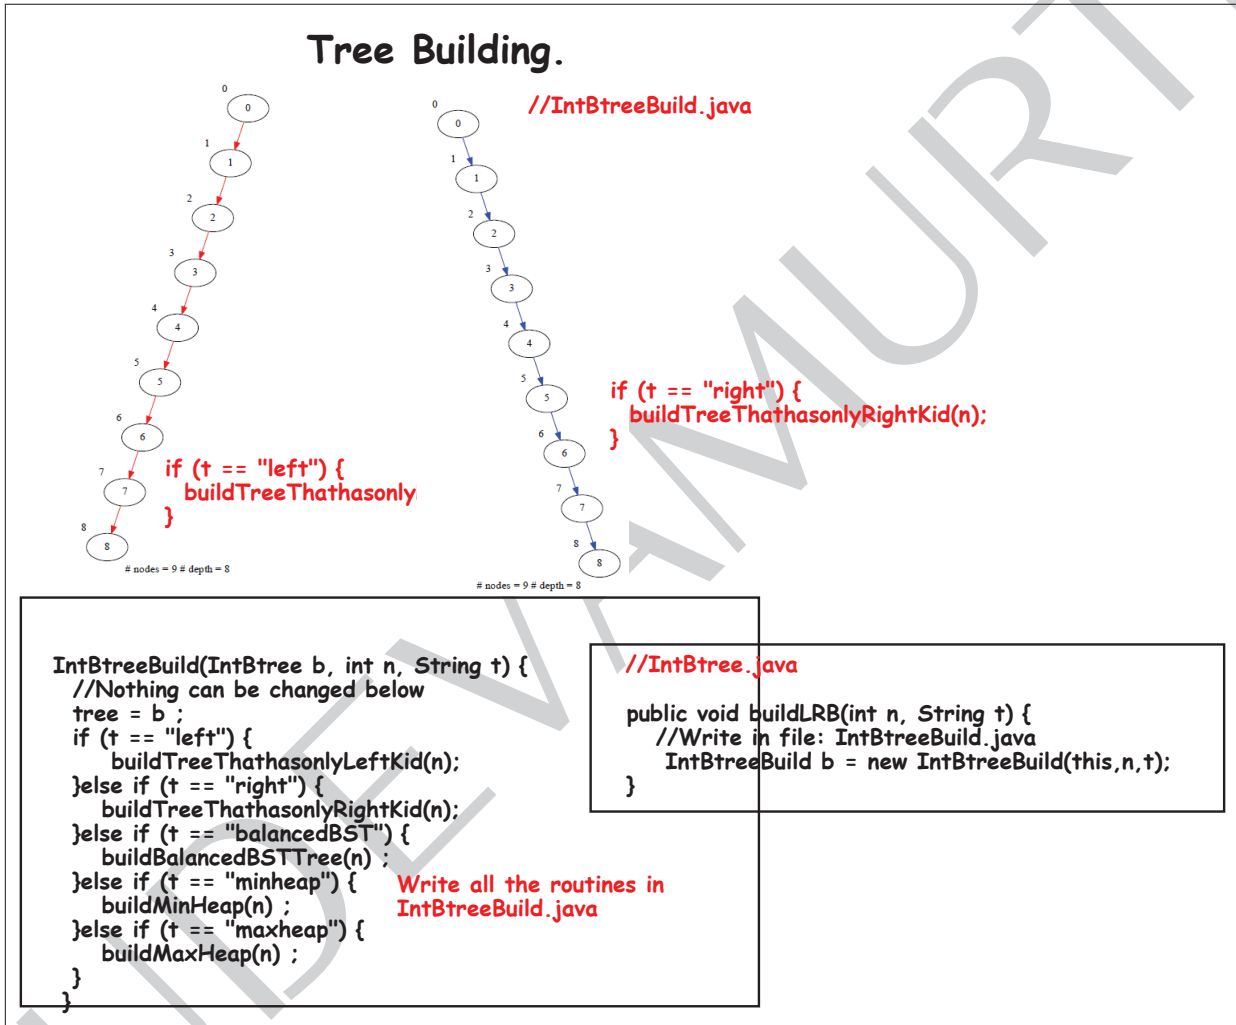 Tree Building.
//IntBtreeBuild.java
0
0
1
1
2
2
3
3
4
4
5
5
6
6
7
7
8
8
# nodes = 9 # depth = 8
if (t == "left") {
buildTreeThathasonly
}
0
0
1
1
2
2
3
3
4
4
5
5
6
6
7
7
8
8
# nodes = 9 # depth = 8
if (t == "right") {
buildTreeThathasonlyRightKid(n);
}
IntBtreeBuild(IntBtree b, int n, String t) {
//Nothing can be changed below
tree = b ;
if (t == "left") {
buildTreeThathasonlyLeftKid(n);
}else if (t == "right") {
buildTreeThathasonlyRightKid(n);
}else if (t == "balancedBST") {
buildBalancedBSTTree(n) ;
}else if (t == "minheap") {
buildMinHeap(n) ;
}else if (t == "maxheap") {
buildMaxHeap(n) ;
}
}
Write all the routines in
IntBtreeBuild.java
//IntBtree.java
public void buildLRB(int n, String t) {
//Write in file: IntBtreeBuild.java
IntBtreeBuild b = new IntBtreeBuild(this,n,t);
}
DEVAMURT